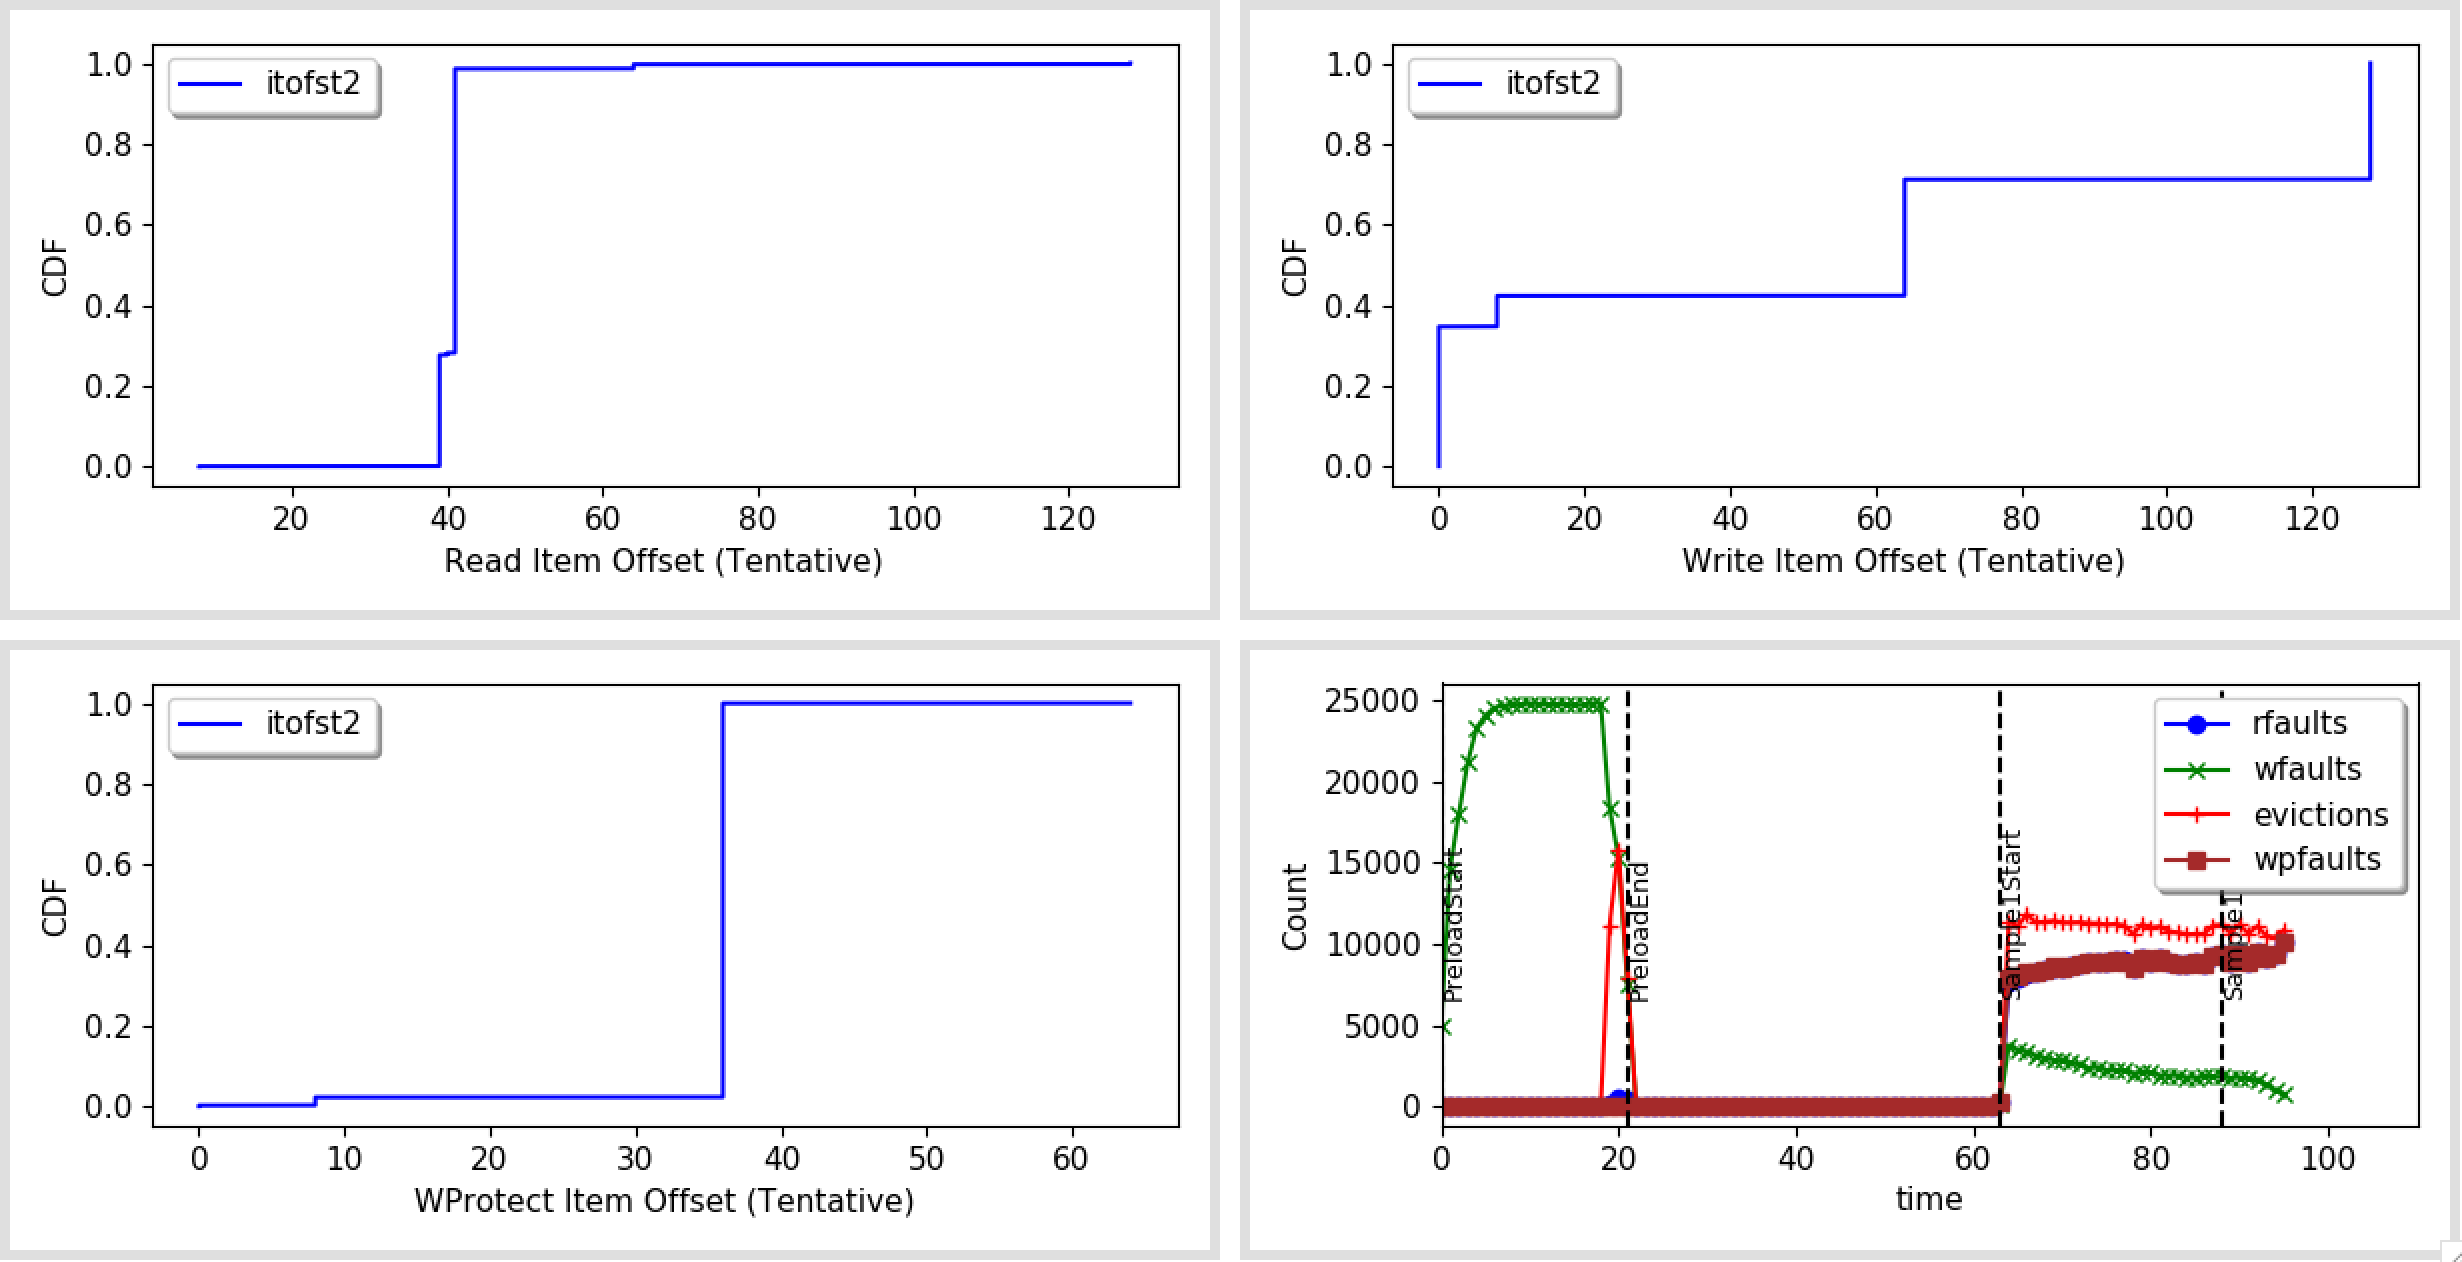 itofst2
1.0
0.8
0.6
0.4
0.2
0.0
CDF
20 40 60 80 100 120
Read Item Offset (Tentative)
itofst2
1.0
0.8
0.6
0.4
0.2
0.0
CDF
0 20 40 60 80 100 120
Write Item Offset (Tentative)
itofst2
1.0
0.8
0.6
0.4
0.2
0.0
CDF
0 10 20 30 40 50 60
WProtect Item Offset (Tentative)
25000
20000
15000
10000
5000
0
Count
PreloadStart
PreloadEnd
Sample1Start
Sample1
rfaults
wfaults
evictions
wpfaults
0 20 40 60 80 100
time